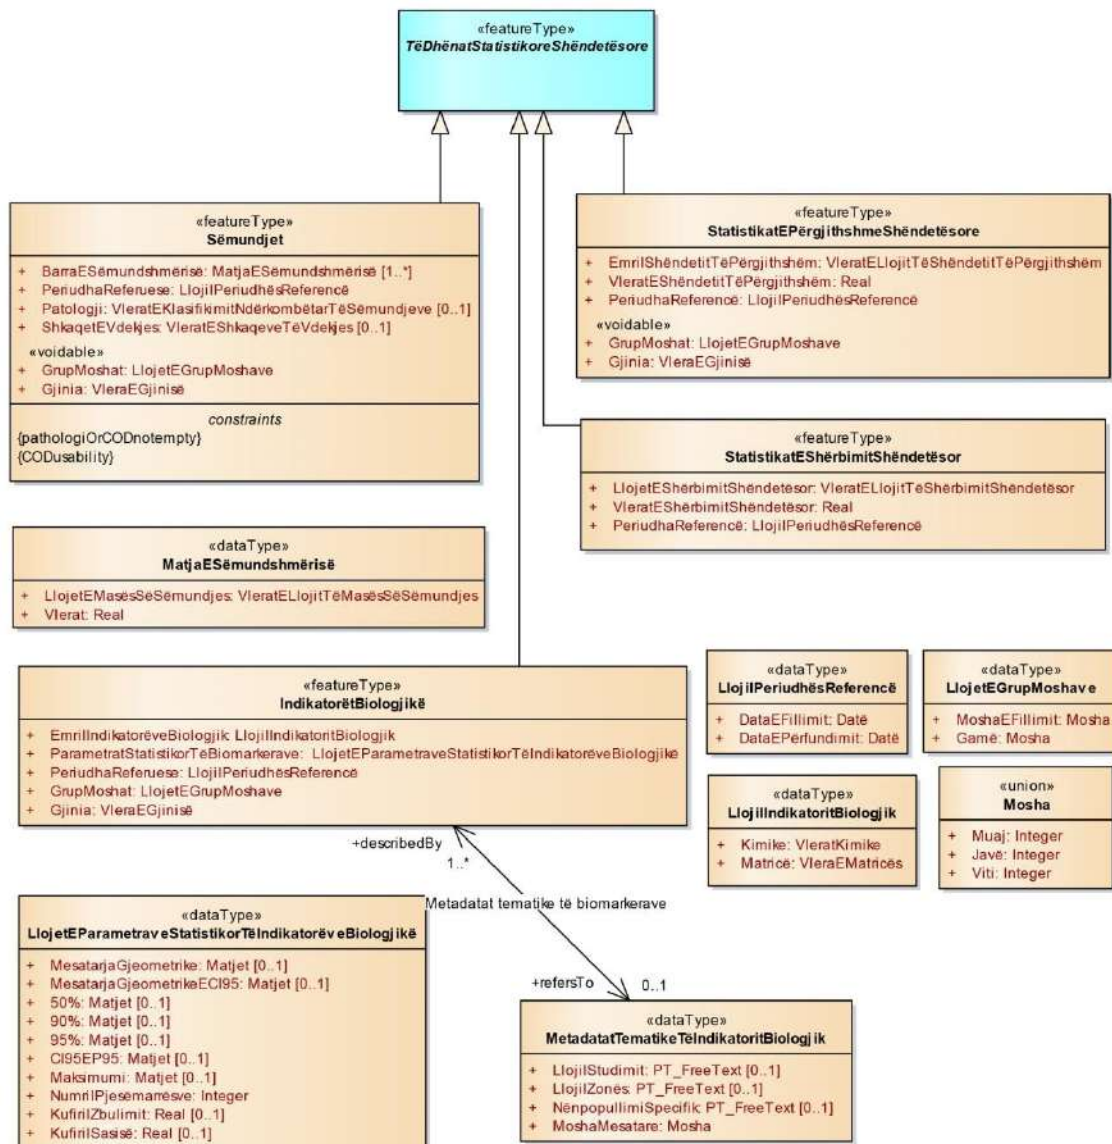 «featureType»
TëDhënatStatistikoreShëndetësore
«featureType»
Sëmundjet
+ BarraESëmundshmërisë: MatjaESëmundshmërisë [1..*]
+ PeriudhaReferuese: LlojiIPeriudhësReferencë
+ Patologji: VleratEKlasifikimitNdërkombëtarTëSëmundjeve [0..1]
+ ShkaqetEVdekjes: VleratEShkaqeveTëVdekjes [0..1]
«voidable»
+ GrupMoshat: LlojetEGrupMoshave
+ Gjinia: VleraEGjinisë
constraints
{pathologiOrCODnotempty}
{CODusability}
«featureType»
StatistikatEPërgjithshmeShëndetësore
+ EmriIShëndetitTëPërgjithshëm: VleratELlojitTëShëndetitTëPërgjithshëm
+ VleratEShëndetitTëPërgjithshëm: Real
+ PeriudhaReferencë: LlojiIPeriudhësReferencë
«voidable»
+ GrupMoshat: LlojetEGrupMoshave
+ Gjinia: VleraEGjinisë
«featureType»
StatistikatEShërbimitShëndetësor
+ LlojetEShërbimitShëndetësor: VleratELlojitTëShërbimitShëndetësor
+ VleratEShërbimitShëndetësor: Real
+ PeriudhaReferencë: LlojiIPeriudhësReferencë
«dataType»
MatjaESëmundshmërisë
+ LlojetEMasësSëSëmundjes: VleratELlojitTëMasësSëSëmundjes
+ Vlerat: Real
«featureType»
IndikatorëtBiologjikë
+ EmriIIndikatorëveBiologjik: LlojiIIndikatoritBiologjik
+ ParametratStatistikorTëBiomarkerave: LlojetEParametraveStatistikorTëIndikatorëveBiologjikë
+ PeriudhaReferuese: LlojiIPeriudhësReferencë
+ GrupMoshat: LlojetEGrupMoshave
+ Gjinia: VleraEGjinisë
«dataType»
LlojiIPeriudhësReferencë
+ DataEFillimit: Datë
+ DataEPërfundimit: Datë
«dataType»
LlojetEGrupMoshave
+ MoshaEFillimit: Mosha
+ Gamë: Mosha
«dataType»
LlojiIIndikatoritBiologjik
+ Kimike: VleratKimike
+ Matricë: VleraEMatricës
«union»
Mosha
+ Muaj: Integer
+ Javë: Integer
+ Viti: Integer
+describedBy
1..*
Metadatat tematike të biomarkerave
+refersTo
0..1
«dataType»
LlojetEParametraveStatistikorTëIndikatorëveBiologjikë
+ MesatarjaGjeometrike: Matjet [0..1]
+ MesatarjaGjeometrikeECI95: Matjet [0..1]
+ 50%: Matjet [0..1]
+ 90%: Matjet [0..1]
+ 95%: Matjet [0..1]
+ CI95EP95: Matjet [0..1]
+ Maksimumi: Matjet [0..1]
+ NumriIPjesëmarrësve: Integer
+ KufiriIZbulimit: Real [0..1]
+ KufiriISasisë: Real [0..1]
«dataType»
MetadatatTematikeTëIndikatoritBiologjik
+ LlojiIStudimit: PT_FreeText [0..1]
+ LlojiIZonës: PT_FreeText [0..1]
+ NënpopullimiSpecifik: PT_FreeText [0..1]
+ MoshaMesatare: Mosha